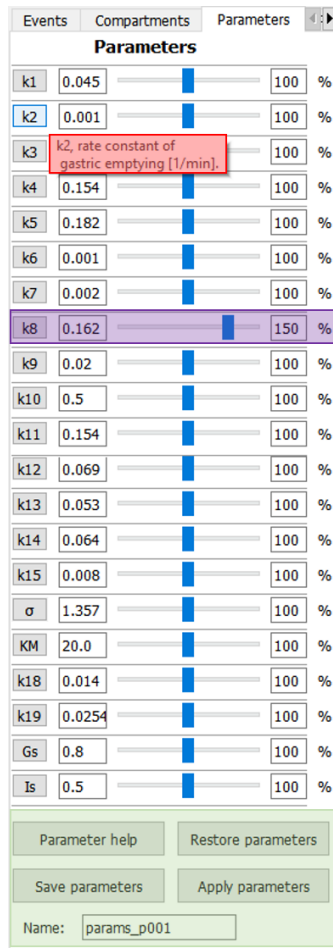 Events Compartments Parameters
Parameters
k1 0.045 100 %
k2 0.001 100 %
k3 100 %
k2, rate constant of
gastric emptying [1/min].
k4 0.154 100 %
k5 0.182 100 %
k6 0.001 100 %
k7 0.002 100 %
k8 0.162 150 %
k9 0.02 100 %
k10 0.5 100 %
k11 0.154 100 %
k12 0.069 100 %
k13 0.053 100 %
k14 0.064 100 %
k15 0.008 100 %
σ 1.357 100 %
KM 20.0 100 %
k18 0.014 100 %
k19 0.0254 100 %
Gs 0.8 100 %
Is 0.5 100 %
Parameter help Restore parameters
Save parameters Apply parameters
Name: params_p001